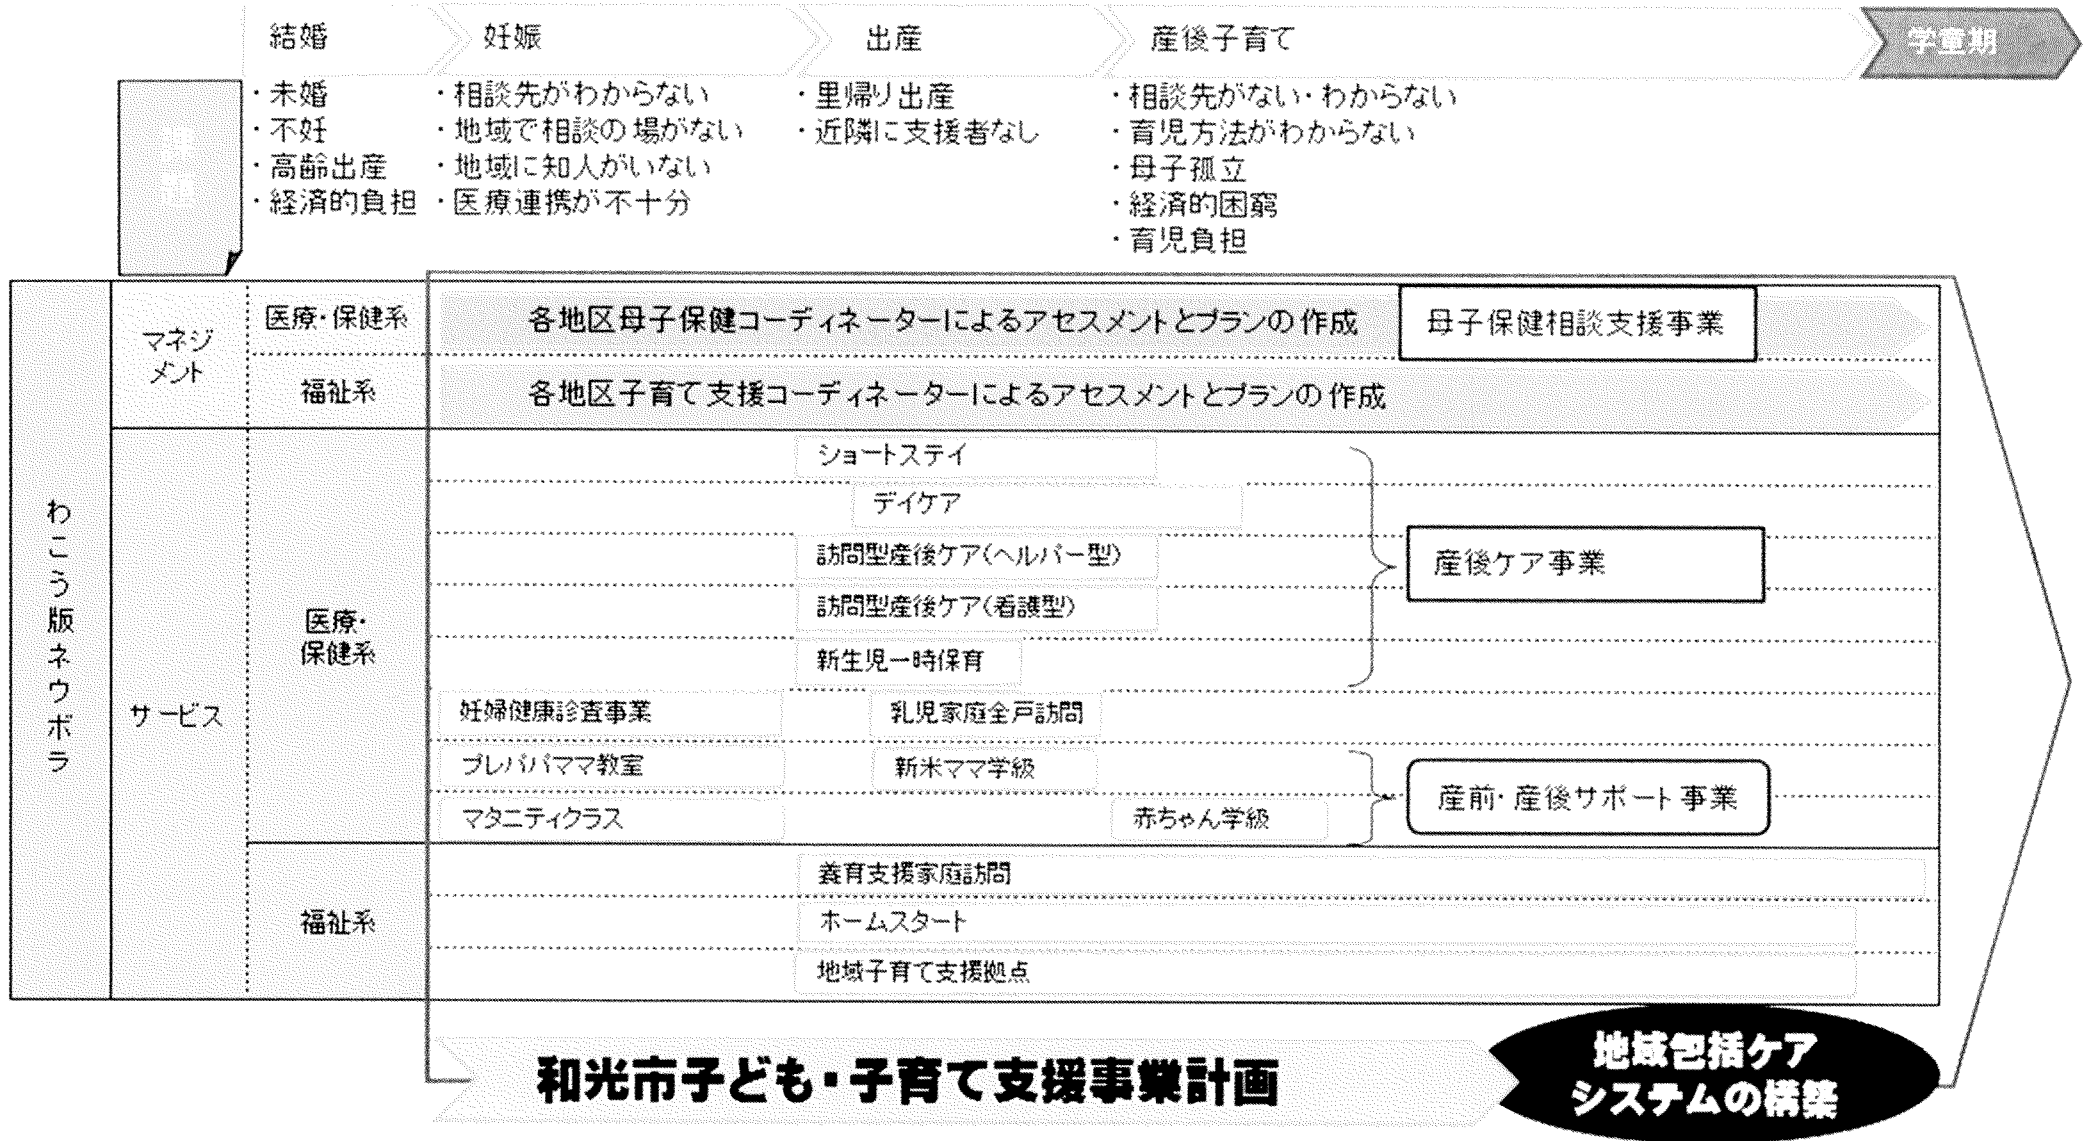 結婚
妊娠
出産
産後子育て
学童期
課題
・未婚
・不妊
・高齢出産
・経済的負担
・相談先がわからない
・地域で相談の場がない
・地域に知人がいない
・医療連携が不十分
・里帰り出産
・近隣に支援者なし
・相談先がない・わからない
・育児方法がわからない
・母子孤立
・経済的困窮
・育児負担
わこう版ネウボラ
マネジ
メント
医療・保健系
各地区母子保健コーディネーターによるアセスメントとプランの作成
母子保健相談支援事業
福祉系
各地区子育て支援コーディネーターによるアセスメントとプランの作成
サービス
医療・
保健系
ショートステイ
デイケア
訪問型産後ケア(ヘルパー型)
訪問型産後ケア(看護型)
新生児一時保育
産後ケア事業
妊婦健康診査事業
乳児家庭全戸訪問
プレパパママ教室
新米ママ学級
マタニティクラス
赤ちゃん学級
産前・産後サポート事業
福祉系
養育支援家庭訪問
ホームスタート
地域子育て支援拠点
和光市子ども・子育て支援事業計画
地域包括ケア
システムの構築